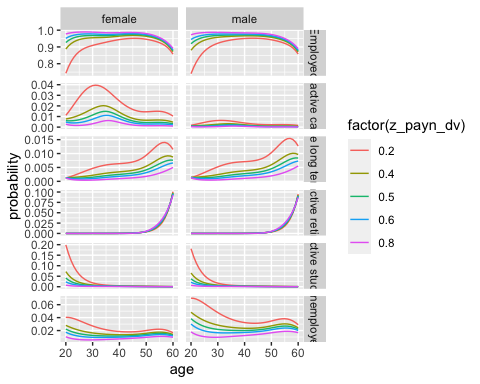 female male
1.0
0.9
0.8
Employed
0.04
0.03
0.02
0.01
0.00
active ca
0.015
0.010
0.005
0.000
e long te
0.100
0.075
0.050
0.025
0.000
ctive reti
0.20
0.15
0.10
0.05
0.00
ctive stud
0.06
0.04
0.02
nemploye
20 30 40 50 60 20 30 40 50 60
age
probability
factor(z_payn_dv)
0.2
0.4
0.6
0.5
0.8